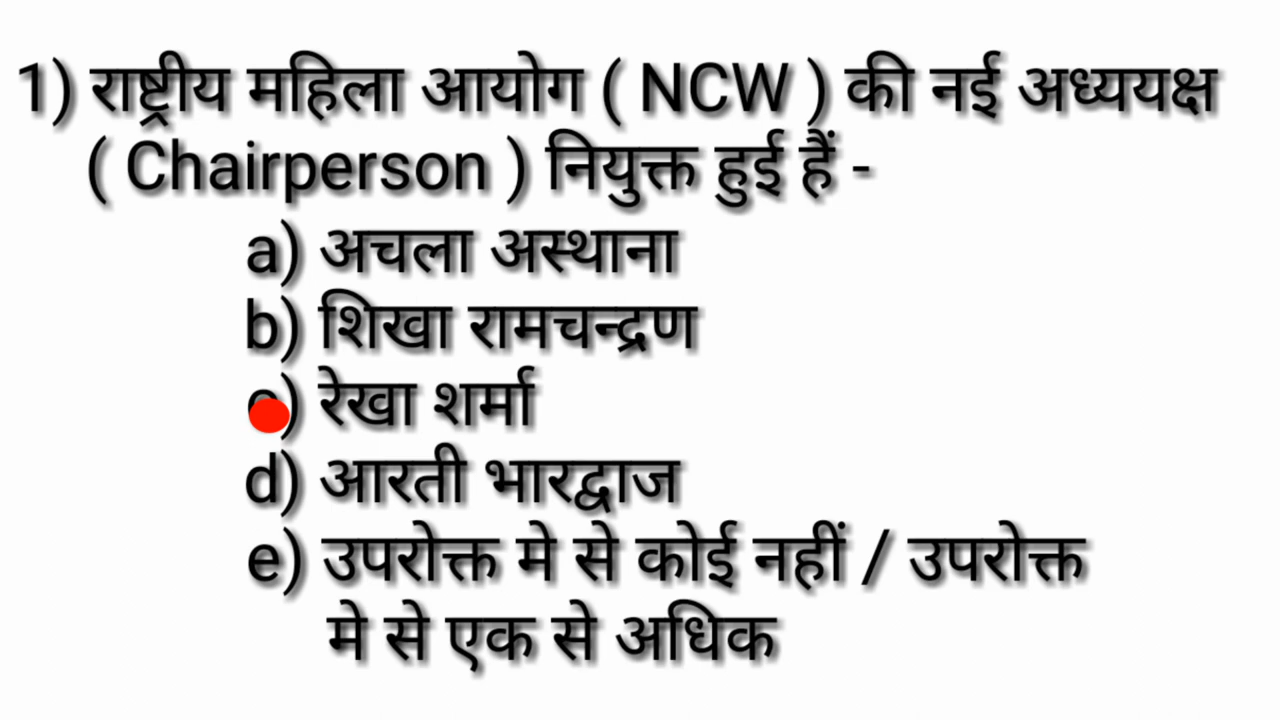 1) राष्ट्रीय महिला आयोग ( NCW ) की नई अध्ययक्ष
( Chairperson ) नियुक्त हुई हैं -
a) अचला अस्थाना
b) शिखा रामचन्द्रण
c) रेखा शर्मा
d) आरती भारद्वाज
e) उपरोक्त मे से कोई नहीं / उपरोक्त
मे से एक से अधिक